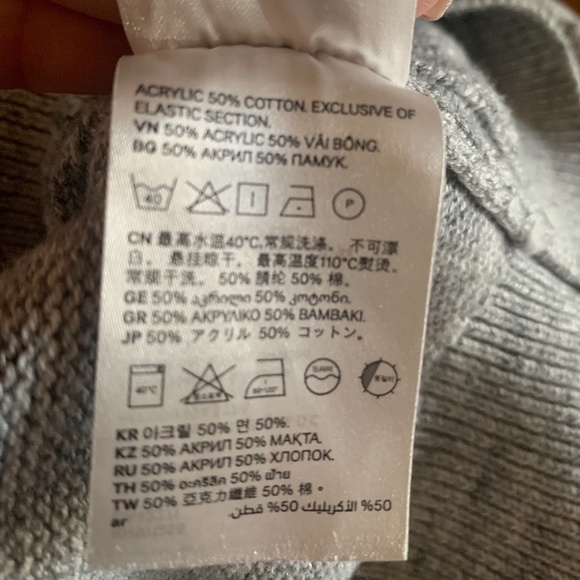 ACRYLIC 50% COTTON. EXCLUSIVE OF
ELASTIC SECTION.
VN 50% ACRYLIC 50% VẢI BÔNG.
BG 50% АКРИЛ 50% ПАМУК.
40 P
CN 最高水温40°C.常规洗涤。 不可漂
白。 悬挂晾干。 最高温度110°C熨烫。
常规干洗。 50% 腈纶 50% 棉。
GE 50% აკრილი 50% კოტონი.
GR 50% ΑΚΡΥΛΙΚΟ 50% ΒΑΜΒΑΚΙ.
JP 50% アクリル 50% コットン.
40°C
KR 아크릴 50% 면 50%.
KZ 50% АКРИЛ 50% МАҚТА.
RU 50% АКРИЛ 50% ХЛОПОК.
TH 50% อะคริลิค 50% ฝ้าย
TW 50% 亞克力纖維 50% 棉。
50% الأكريليك 50% قطن.
ar